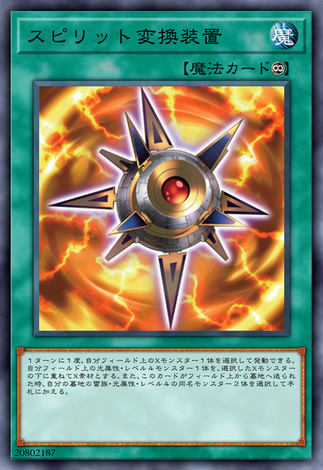 スピリット変換装置
魔
【魔法カード∞】
1ターンに1度、自分フィールド上のXモンスター1体を選択して発動できる。
自分フィールド上の光属性・レベル4モンスター1体を、選択したXモンスター
の下に重ねてX素材とする。また、このカードがフィールド上から墓地へ送られ
た時、自分の墓地の雷族・光属性・レベル4の同名モンスター2体を選択して手
札に加える。
20802187